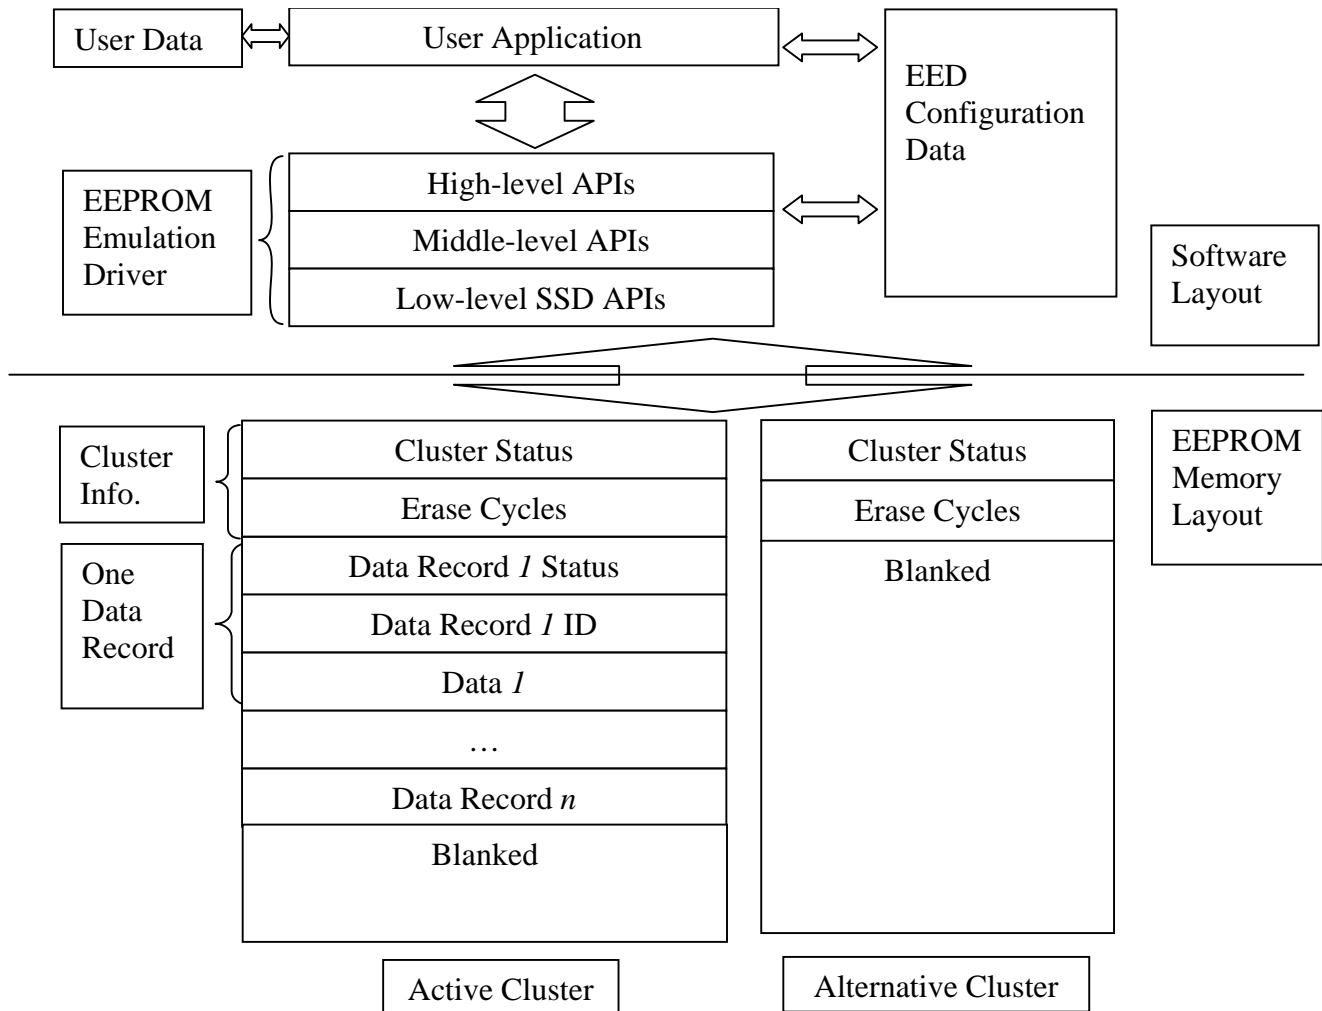 User Data
User Application
EED
Configuration
Data
High-level APIs
Middle-level APIs
Low-level SSD APIs
EEPROM
Emulation
Driver
Software
Layout
Cluster
Info.
Cluster Status
Erase Cycles
One
Data
Record
Data Record 1 Status
Data Record 1 ID
Data 1
…
Data Record n
Blanked
Active Cluster
Cluster Status
Erase Cycles
Blanked
Alternative Cluster
EEPROM
Memory
Layout